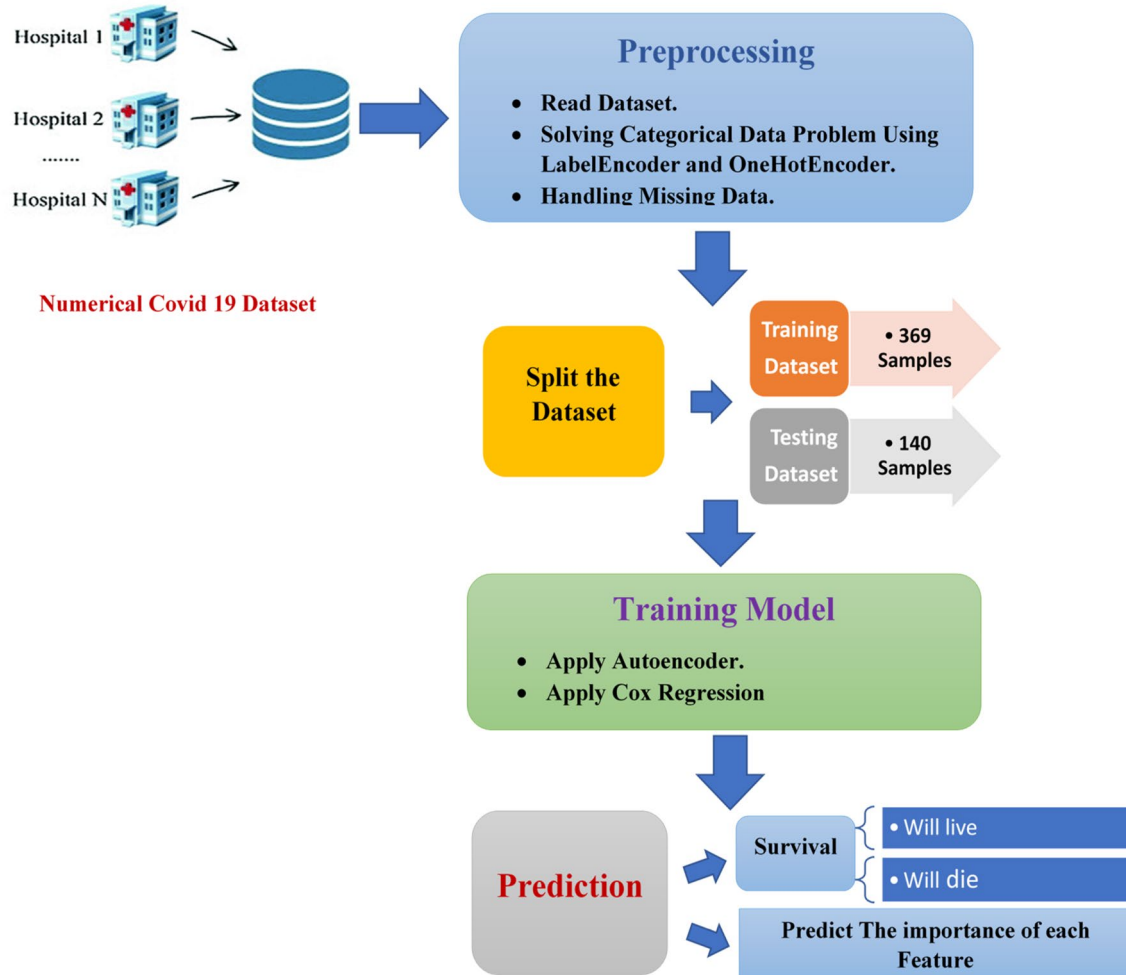 Hospital 1
Hospital 2
.......
Hospital N
Numerical Covid 19 Dataset
Preprocessing
• Read Dataset.
• Solving Categorical Data Problem Using
LabelEncoder and OneHotEncoder.
• Handling Missing Data.
Split the
Dataset
Training
Dataset
• 369
Samples
Testing
Dataset
• 140
Samples
Training Model
• Apply Autoencoder.
• Apply Cox Regression
Prediction
Survival
• Will live
• Will die
Predict The importance of each
Feature